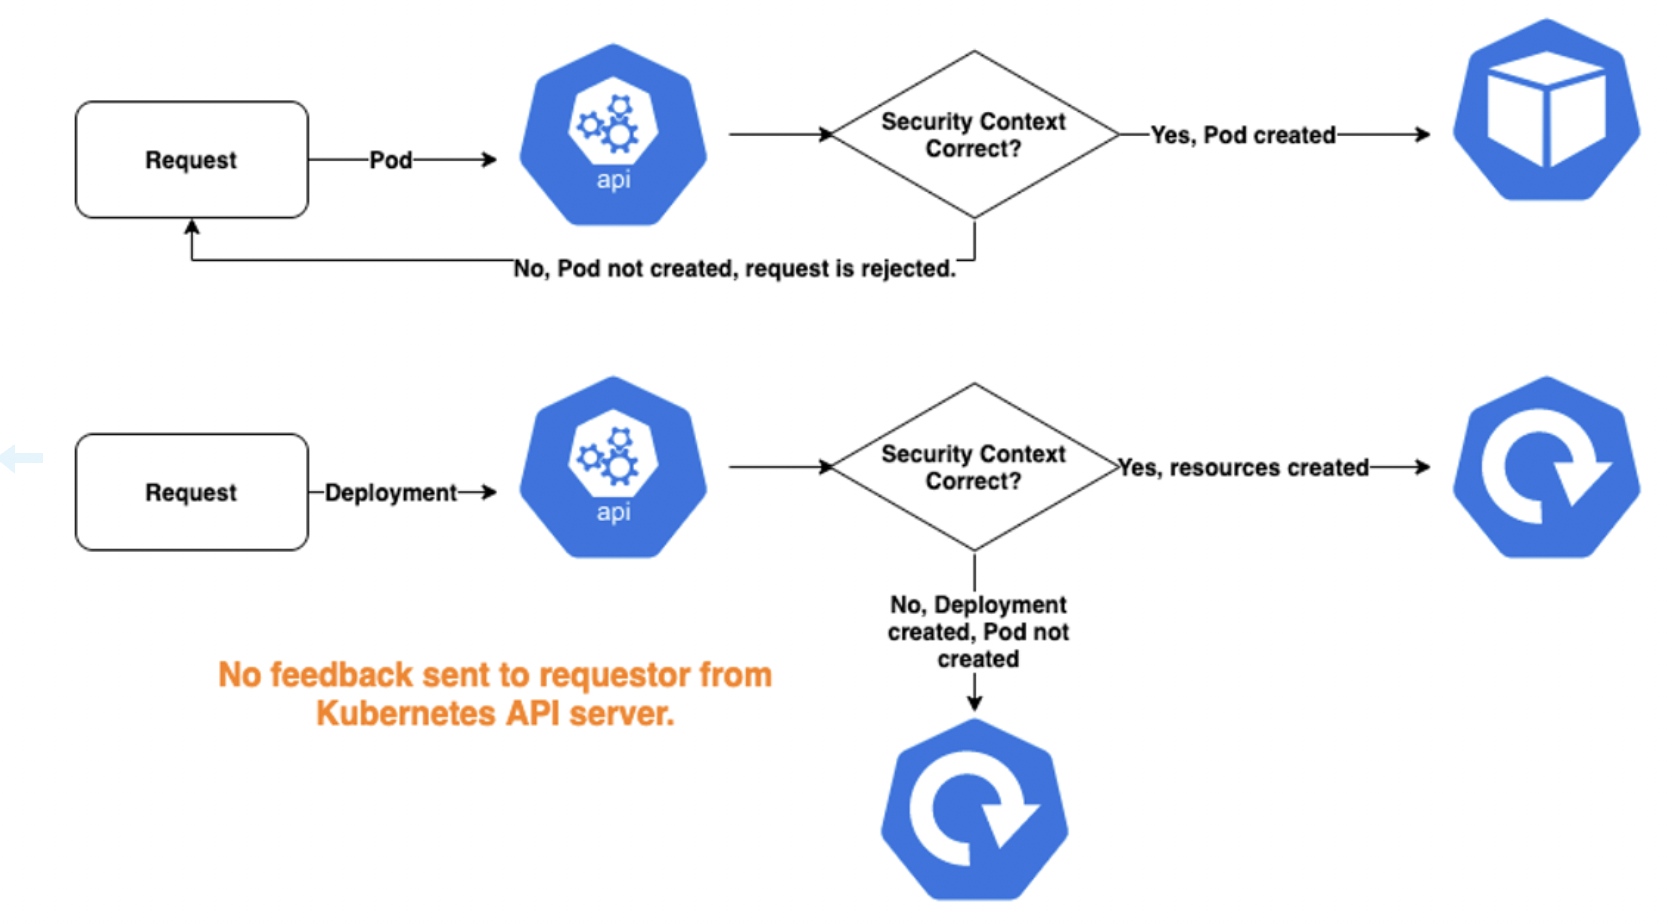 Request
Pod
api
Security Context
Correct?
Yes, Pod created
No, Pod not created, request is rejected.
Request
Deployment
api
Security Context
Correct?
Yes, resources created
No, Deployment
created, Pod not
created
No feedback sent to requestor from
Kubernetes API server.